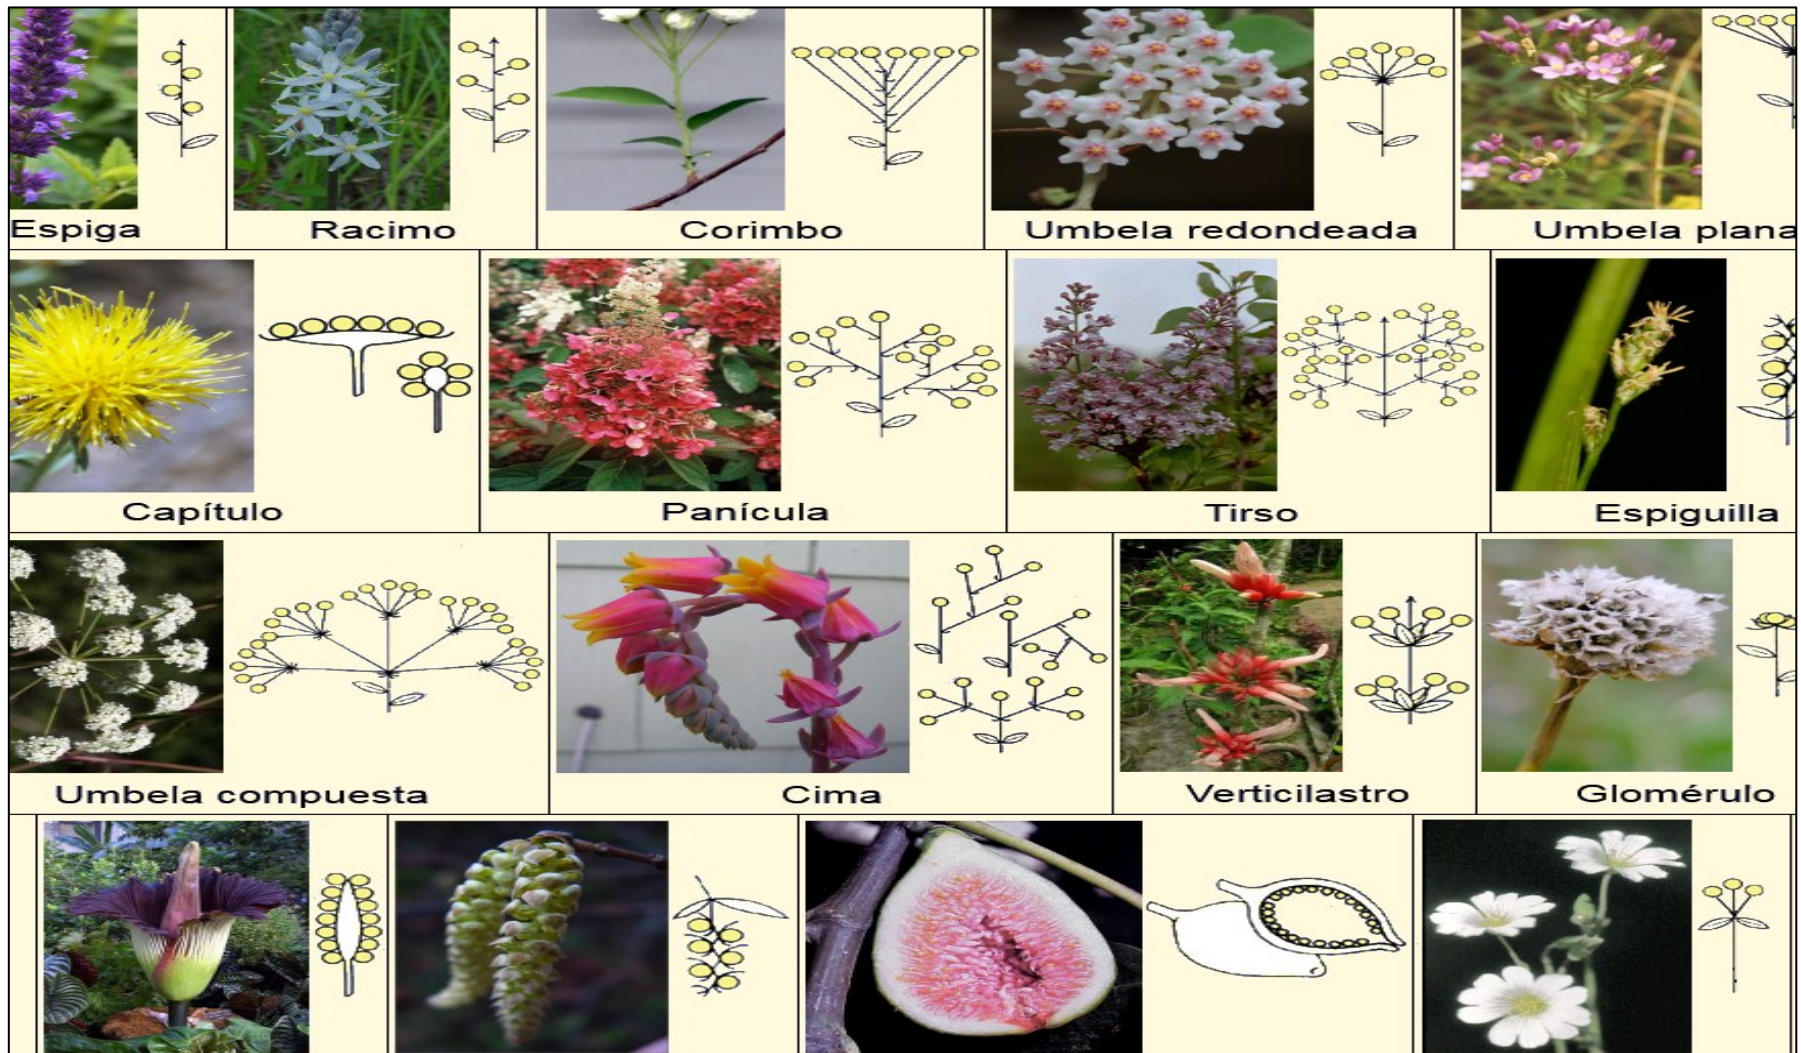 Espiga
Racimo
Corimbo
Umbela redondeada
Umbela plana
Capítulo
Panícula
Tirso
Espiguilla
Umbela compuesta
Cima
Verticilastro
Glomérulo